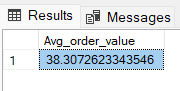 Results Messages
Avg_order_value
1 38.3072623343546